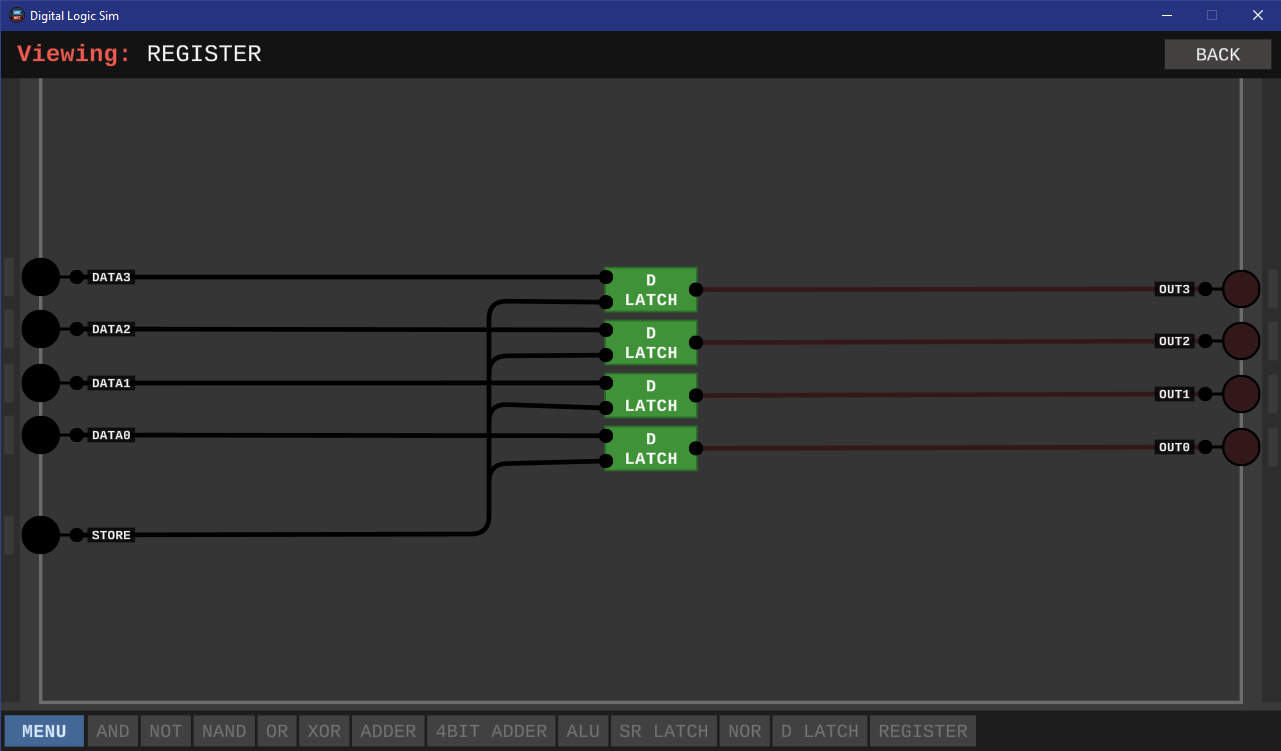 Digital Logic Sim
Viewing: REGISTER
BACK
DATA3
DATA2
DATA1
DATA0
STORE
D
LATCH
D
LATCH
D
LATCH
D
LATCH
OUT3
OUT2
OUT1
OUT0
MENU AND NOT NAND OR XOR ADDER 4BIT ADDER ALU SR LATCH NOR D LATCH REGISTER